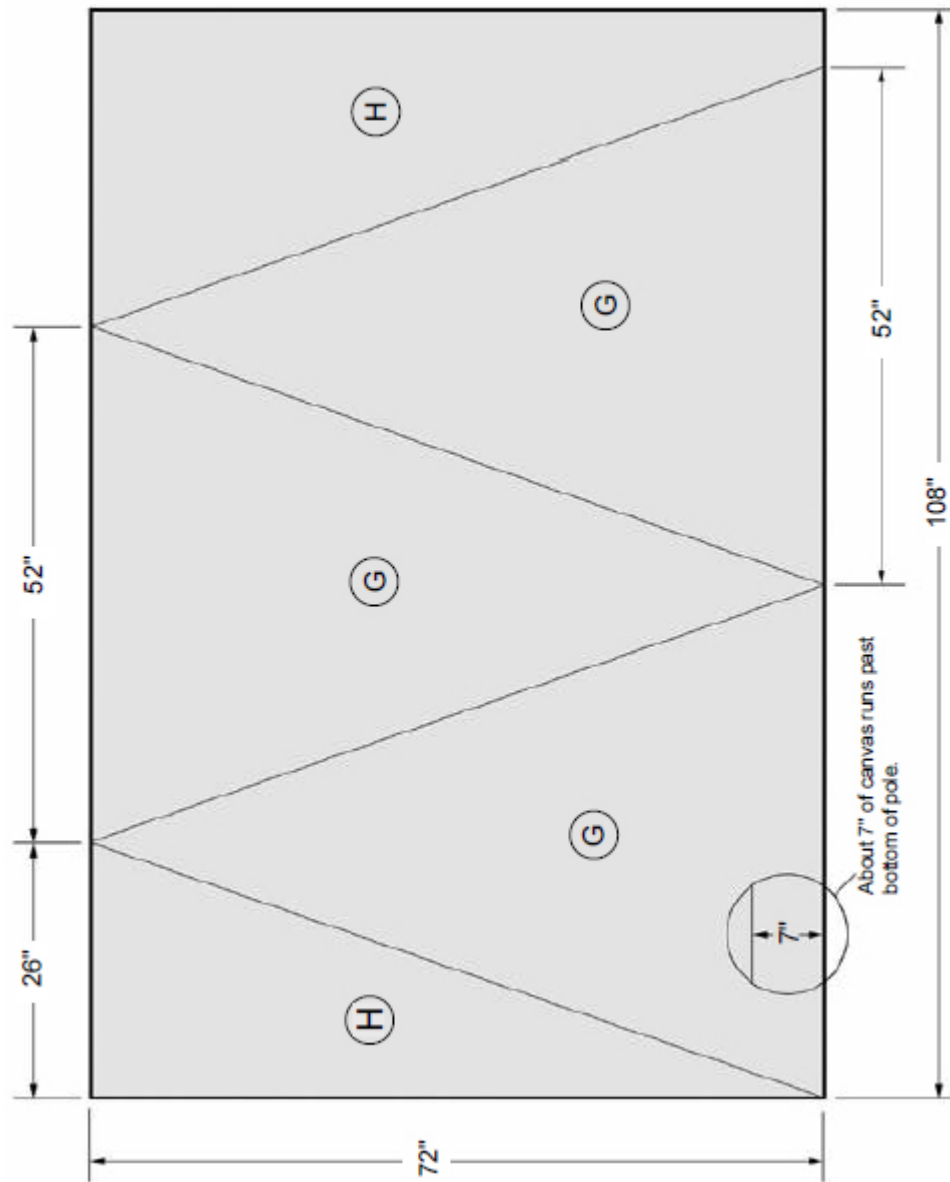 H
H
G
G
G
52"
26"
52"
108"
72"
7"
About 7" of canvas runs past
bottom of pole.